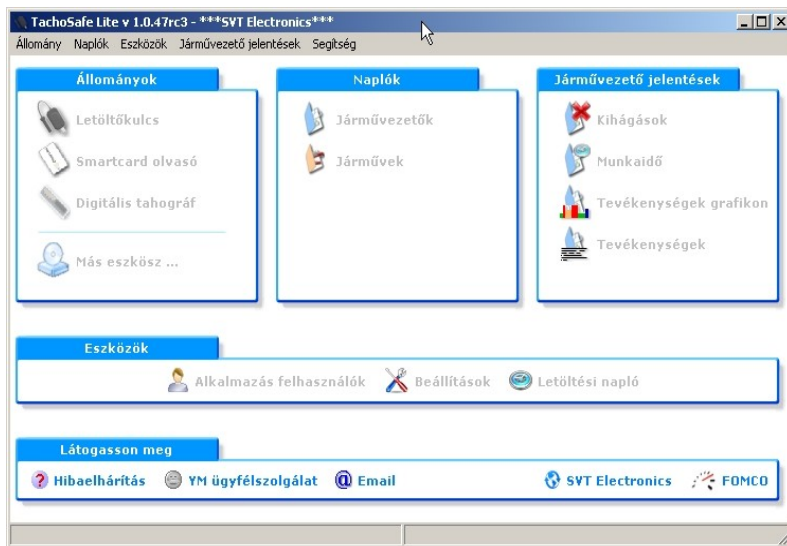 TachoSafe Lite v 1.0.47rc3 - ***SVT Electronics***
Állomány Naplók Eszközök Járművezető jelentések Segítség
Állományok
Letöltőkulcs
Smartcard olvasó
Digitális tahográf
Más eszkösz ...
Naplók
Járművezetők
Járművek
Járművezető jelentések
Kihágások
Munkaidő
Tevékenységek grafikon
Tevékenységek
Eszközök
Alkalmazás felhasználók Beállítások Letöltési napló
Látogasson meg
Hibaelhárítás YM ügyfélszolgálat Email SVT Electronics FOMCO